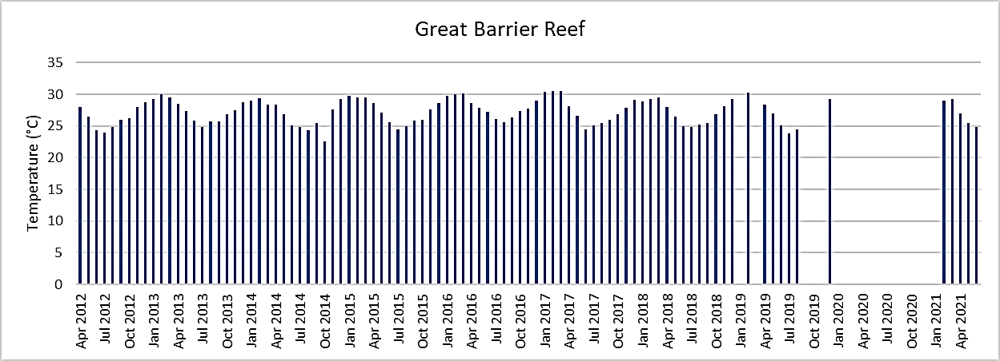 Great Barrier Reef
Temperature (°C)
35
30
25
20
15
10
5
0
Apr 2012
Jul 2012
Oct 2012
Jan 2013
Apr 2013
Jul 2013
Oct 2013
Jan 2014
Apr 2014
Jul 2014
Oct 2014
Jan 2015
Apr 2015
Jul 2015
Oct 2015
Jan 2016
Apr 2016
Jul 2016
Oct 2016
Jan 2017
Apr 2017
Jul 2017
Oct 2017
Jan 2018
Apr 2018
Jul 2018
Oct 2018
Jan 2019
Apr 2019
Jul 2019
Oct 2019
Jan 2020
Apr 2020
Jul 2020
Oct 2020
Jan 2021
Apr 2021